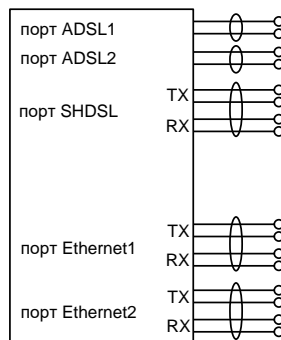 порт ADSL1
порт ADSL2
TX
порт SHDSL
RX
TX
порт Ethernet1
RX
TX
порт Ethernet2
RX